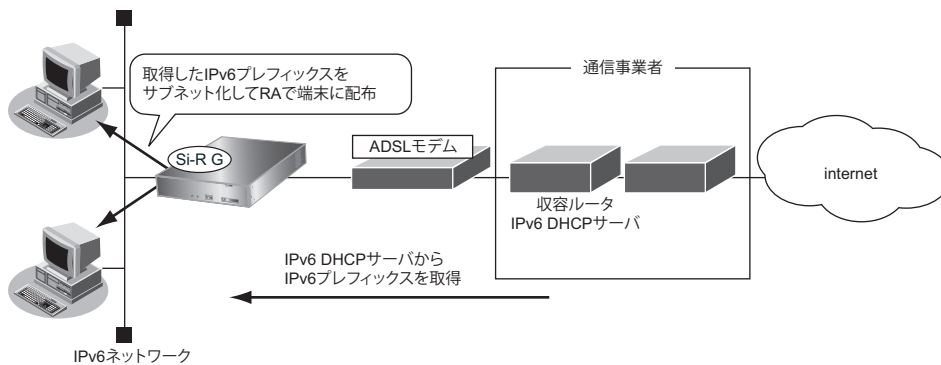 取得したIPv6プレフィックスを
サブネット化してRAで端末に配布
Si-R G
ADSLモデム
通信事業者
収容ルータ
IPv6 DHCPサーバ
internet
IPv6 DHCPサーバから
IPv6プレフィックスを取得
IPv6ネットワーク